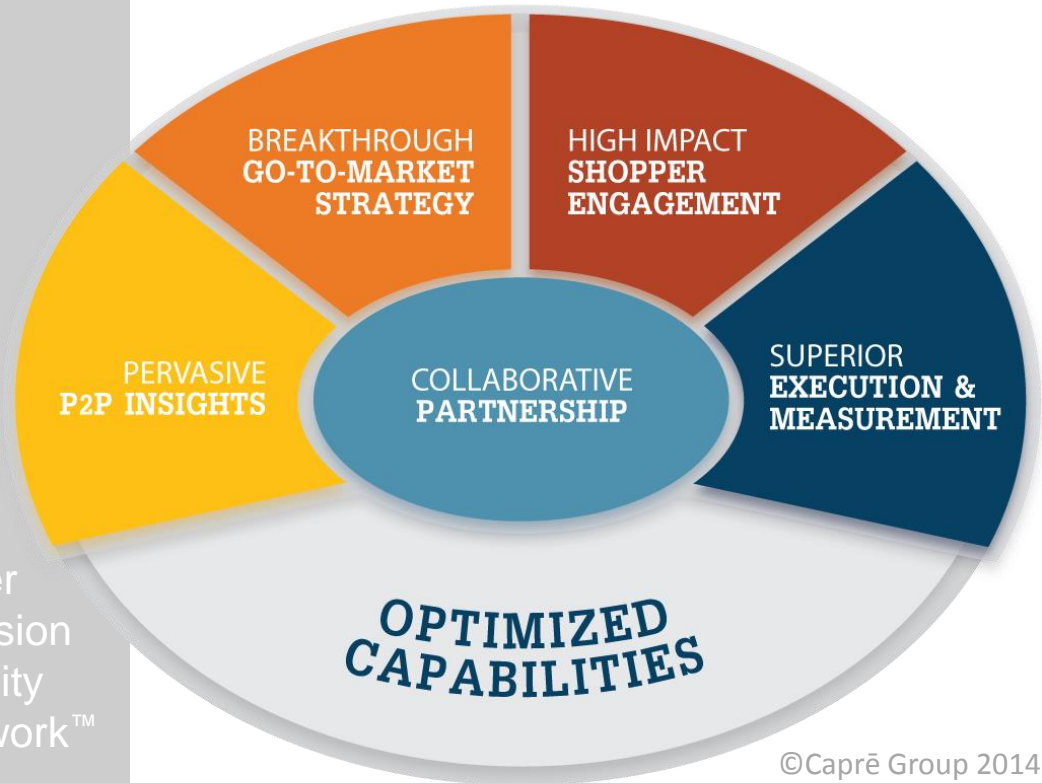 BREAKTHROUGH
GO-TO-MARKET
STRATEGY
HIGH IMPACT
SHOPPER
ENGAGEMENT
PERVASIVE
P2P INSIGHTS
COLLABORATIVE
PARTNERSHIP
SUPERIOR
EXECUTION &
MEASUREMENT
OPTIMIZED
CAPABILITIES
©Caprē Group 2014